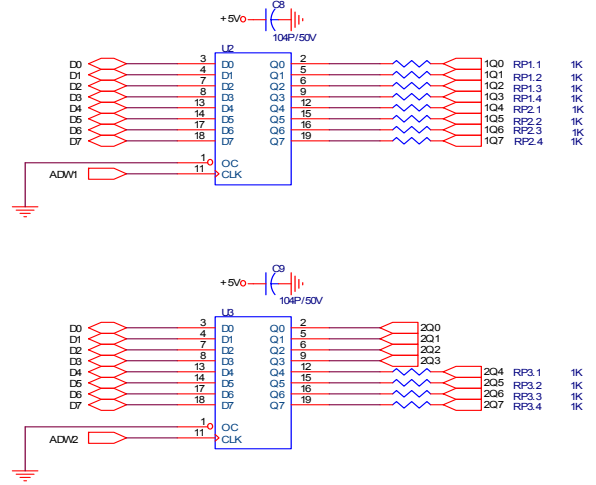 C8
+5V
104P/50V
U2
D0 3 D0 Q0 2 1Q0 RP1.1 1K
D1 4 D1 Q1 5 1Q1 RP1.2 1K
D2 7 D2 Q2 6 1Q2 RP1.3 1K
D3 8 D3 Q3 9 1Q3 RP1.4 1K
D4 13 D4 Q4 12 1Q4 RP2.1 1K
D5 14 D5 Q5 15 1Q5 RP2.2 1K
D6 17 D6 Q6 16 1Q6 RP2.3 1K
D7 18 D7 Q7 19 1Q7 RP2.4 1K
1 OC
ADW1 11 CLK
C9
+5V
104P/50V
U3
D0 3 D0 Q0 2 2Q0
D1 4 D1 Q1 5 2Q1
D2 7 D2 Q2 6 2Q2
D3 8 D3 Q3 9 2Q3
D4 13 D4 Q4 12 2Q4 RP3.1 1K
D5 14 D5 Q5 15 2Q5 RP3.2 1K
D6 17 D6 Q6 16 2Q6 RP3.3 1K
D7 18 D7 Q7 19 2Q7 RP3.4 1K
1 OC
ADW2 11 CLK